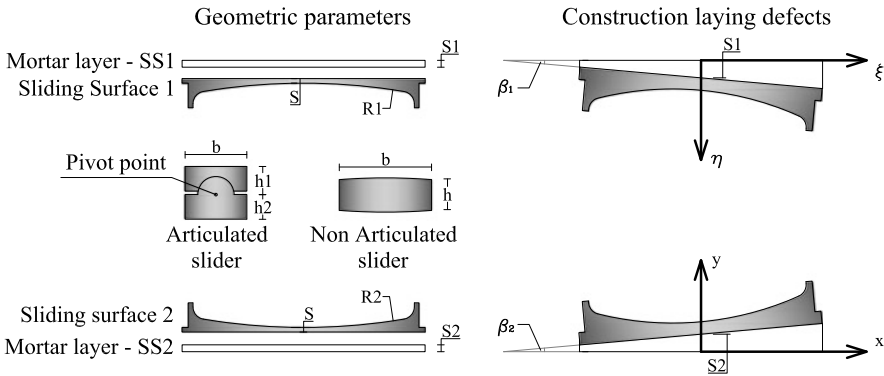 Geometric parameters
Construction laying defects
Mortar layer - SS1
S1
Sliding Surface 1
S
R1
S1
β₁
ξ
η
Pivot point
b
h1
h2
b
h
Articulated
slider
Non Articulated
slider
Sliding surface 2
S
R2
Mortar layer - SS2
S2
y
β₂
x
S2